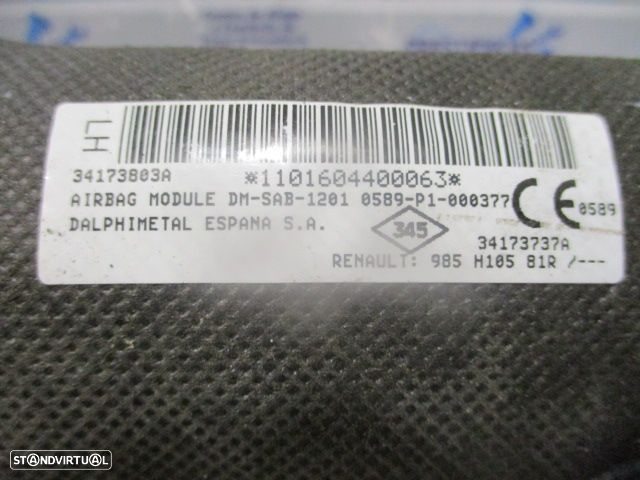 LH
34173803A
*1101604400063*
AIRBAG MODULE DM-SAB-1201 0589-P1-000377
CE 0589
DALPHIMETAL ESPANA S.A.
345
34173737A
RENAULT: 985 H105 81R /---
STANDVIRTUAL